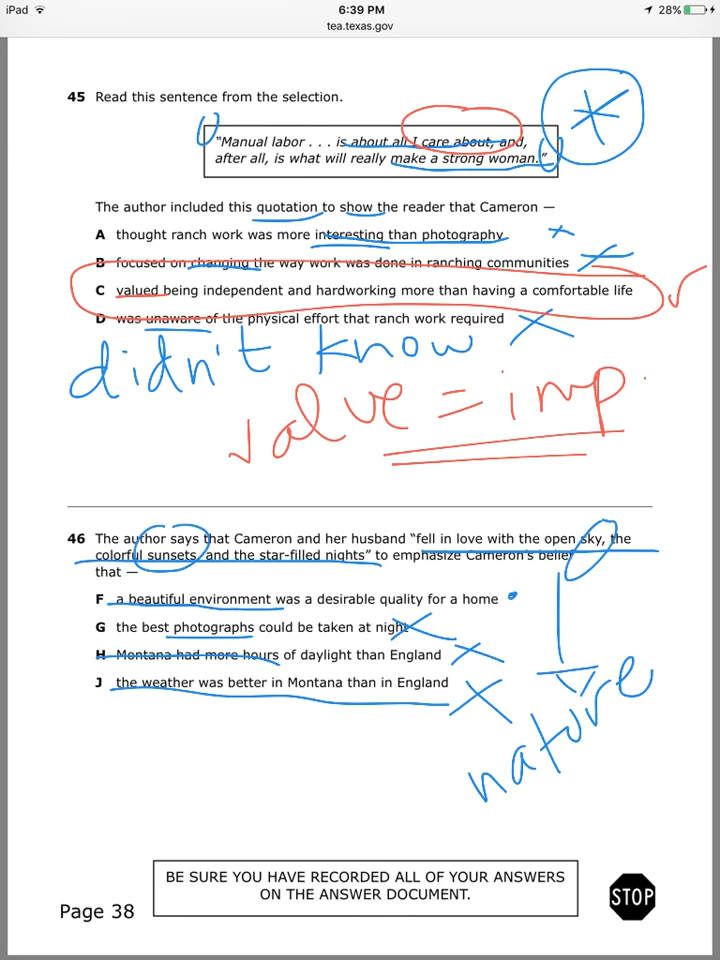 iPad 6:39 PM 28%
tea.texas.gov
45 Read this sentence from the selection.
“Manual labor . . . is about all I care about, and,
after all, is what will really make a strong woman.”
The author included this quotation to show the reader that Cameron —
A thought ranch work was more interesting than photography
B focused on changing the way work was done in ranching communities
C valued being independent and hardworking more than having a comfortable life
D was unaware of the physical effort that ranch work required
didn't know
value = imp.
46 The author says that Cameron and her husband “fell in love with the open sky, the
colorful sunsets, and the star-filled nights” to emphasize Cameron’s belief
that —
F a beautiful environment was a desirable quality for a home
G the best photographs could be taken at night
H Montana had more hours of daylight than England
J the weather was better in Montana than in England
nature
BE SURE YOU HAVE RECORDED ALL OF YOUR ANSWERS
ON THE ANSWER DOCUMENT.
STOP
Page 38